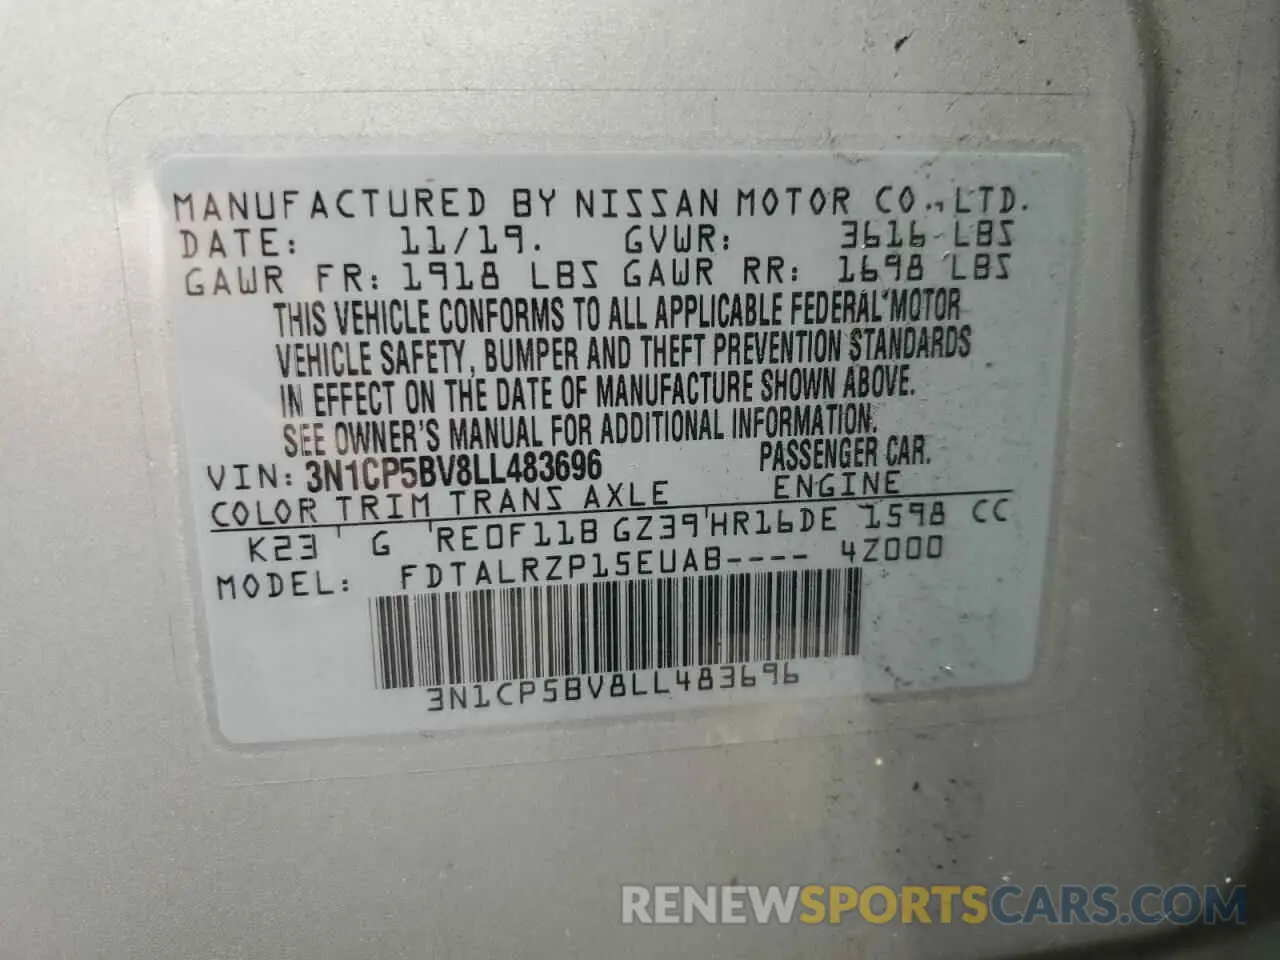 MANUFACTURED BY NISSAN MOTOR CO., LTD.
DATE: 11/19. GVWR: 3616 LBS
GAWR FR: 1918 LBS GAWR RR: 1698 LBS
THIS VEHICLE CONFORMS TO ALL APPLICABLE FEDERAL MOTOR
VEHICLE SAFETY, BUMPER AND THEFT PREVENTION STANDARDS
IN EFFECT ON THE DATE OF MANUFACTURE SHOWN ABOVE.
SEE OWNER'S MANUAL FOR ADDITIONAL INFORMATION.
VIN: 3N1CP5BV8LL483696 PASSENGER CAR.
COLOR TRIM TRANS AXLE ENGINE
K23 G RE0F11B GZ39 HR16DE 1598 CC
MODEL: FDTALRZP15EUAB---- 4Z000
3N1CP5BV8LL483696
RENEWSPORTSCARS.COM